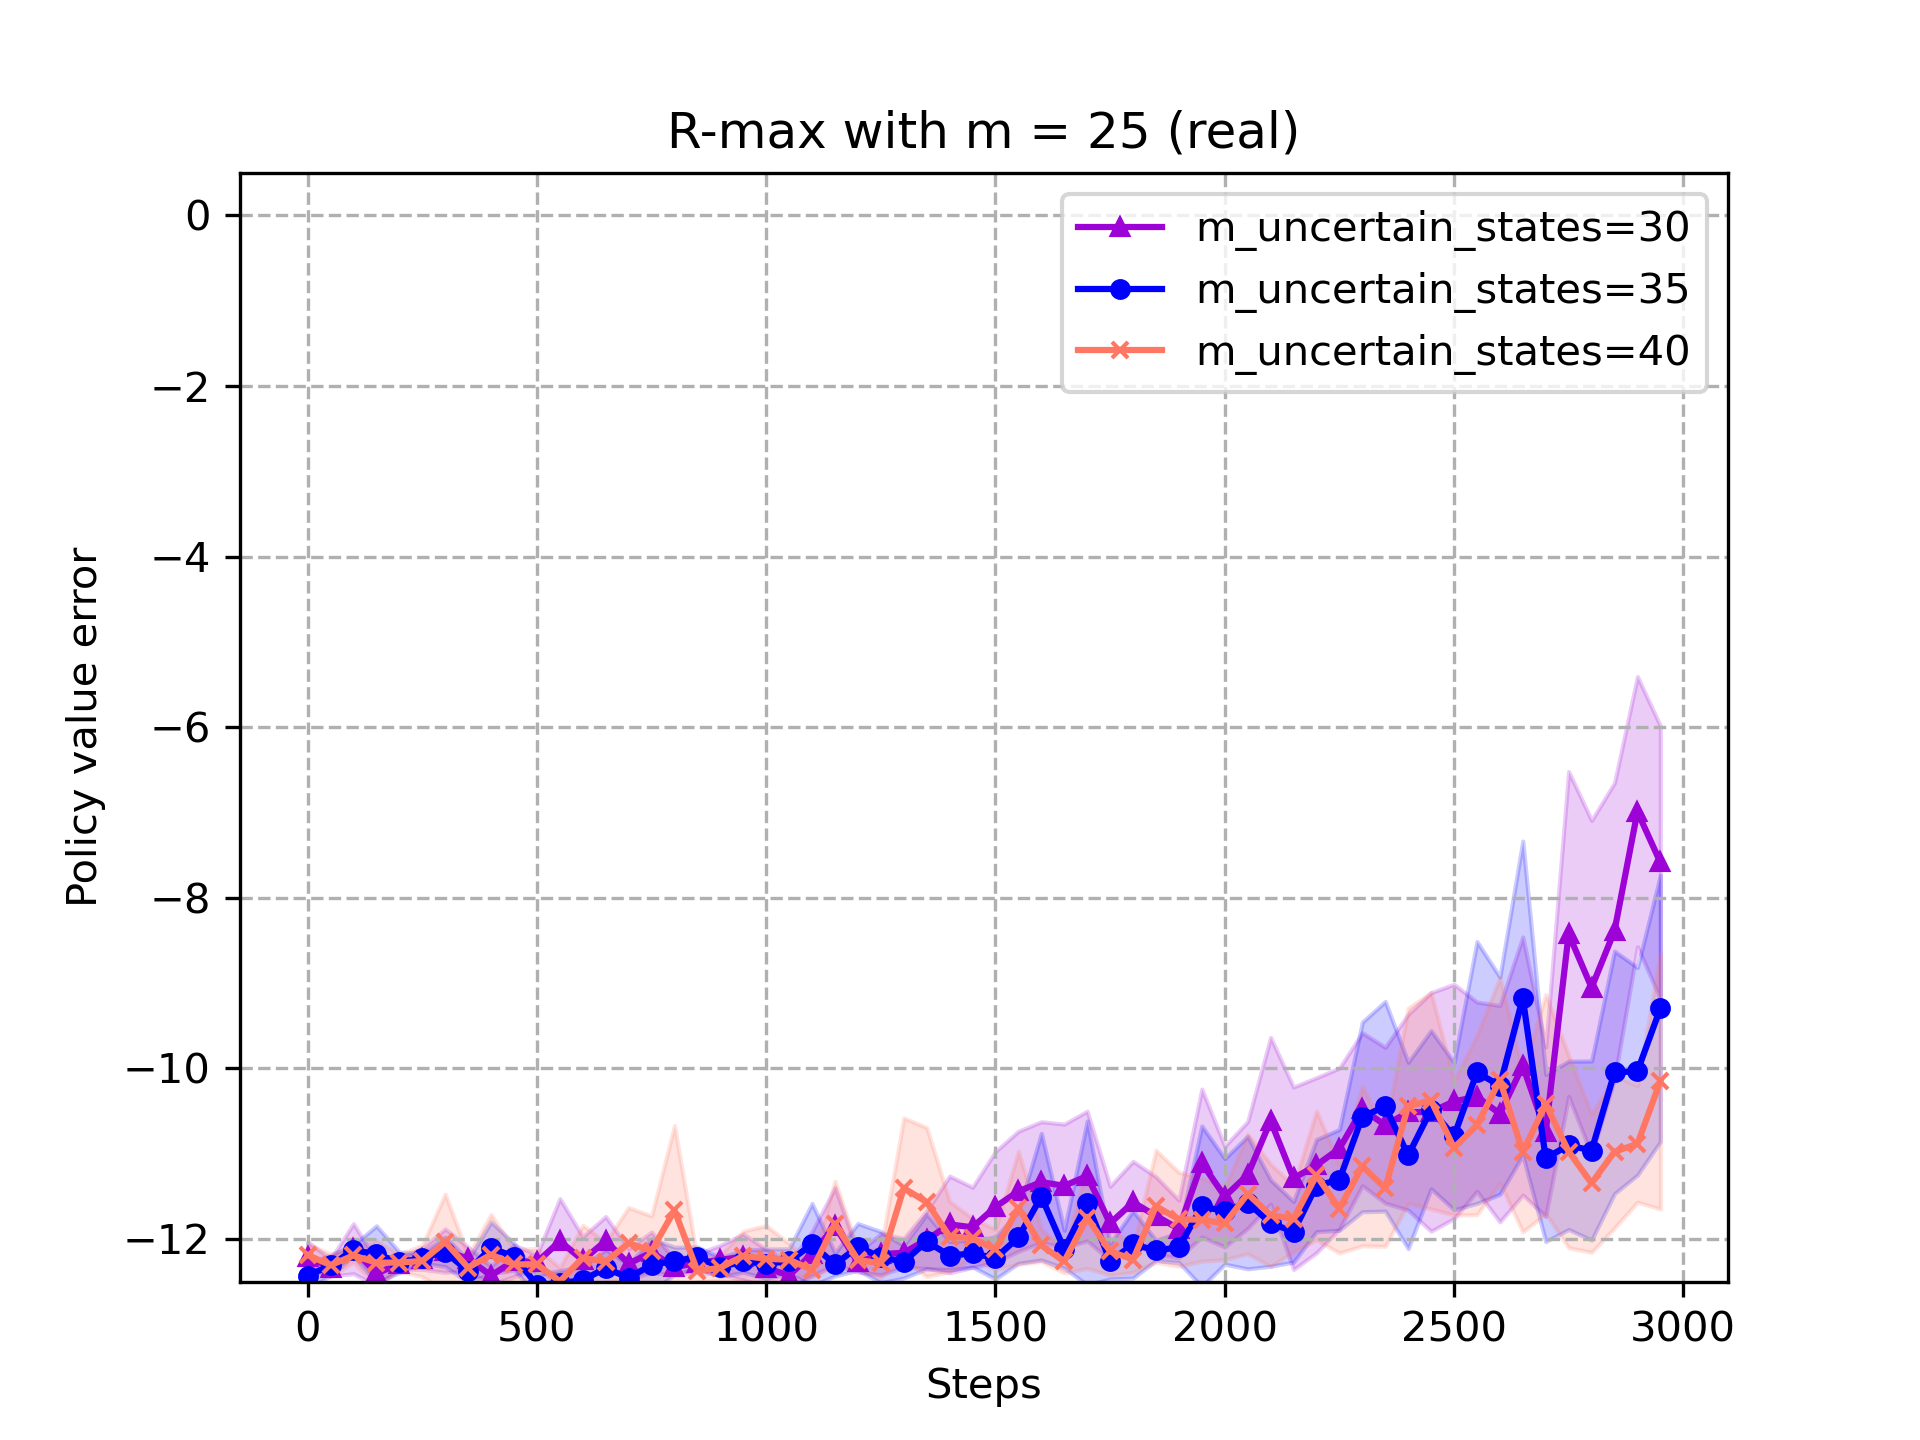 R-max with m = 25 (real)
m_uncertain_states=30
m_uncertain_states=35
m_uncertain_states=40
Policy value error
0
−2
−4
−6
−8
−10
−12
0 500 1000 1500 2000 2500 3000
Steps